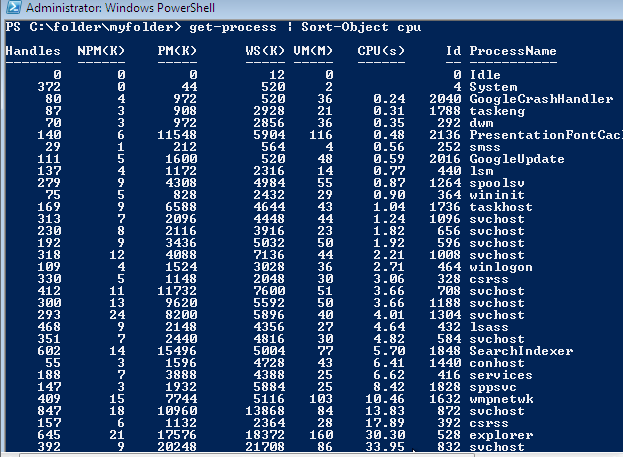 Administrator: Windows PowerShell
PS C:\folder\myfolder> get-process | Sort-Object cpu
Handles NPM(K) PM(K) WS(K) VM(M) CPU(s) Id ProcessName
------- ------ ----- ----- ----- ------ -- -----------
0 0 0 12 0 0 Idle
372 0 44 520 2 4 System
80 4 972 520 36 0.24 2040 GoogleCrashHandler
87 3 908 2928 21 0.31 1798 taskeng
70 3 972 2856 36 0.35 292 dwm
140 6 11548 5904 116 0.48 2136 PresentationFontCac
29 1 212 564 4 0.56 252 smss
111 5 1600 520 48 0.59 2016 GoogleUpdate
137 4 1172 2316 14 0.77 440 lsm
279 9 4308 4984 55 0.87 1264 spoolsv
75 5 828 2432 29 0.90 364 wininit
169 9 6588 4644 43 1.04 1736 taskhost
313 7 2096 4448 44 1.24 1096 svchost
230 8 2116 3916 23 1.82 656 svchost
192 9 3436 5032 50 1.92 596 svchost
318 12 4088 7136 44 2.21 1008 svchost
109 4 1524 3028 36 2.71 464 winlogon
330 5 1148 2048 30 3.06 328 csrss
412 11 11732 7600 51 3.66 708 svchost
300 13 9620 5592 50 3.66 1188 svchost
293 24 8200 5896 40 4.01 1304 svchost
468 9 2148 4356 27 4.64 432 lsass
351 7 2440 4816 30 4.82 584 svchost
602 14 15496 5004 77 5.70 1848 SearchIndexer
55 3 1596 4728 43 6.41 1440 conhost
188 7 3888 4388 25 6.62 416 services
147 3 1932 5884 25 8.42 1828 sppsvc
409 15 7744 5116 103 10.46 1632 wmpnetwk
847 18 10960 13868 84 13.83 872 svchost
157 6 1132 2364 28 17.89 392 csrss
645 21 17576 18372 160 30.30 528 explorer
392 9 20248 21708 86 33.95 832 svchost